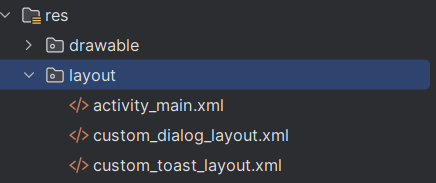 res
drawable
layout
activity_main.xml
custom_dialog_layout.xml
custom_toast_layout.xml